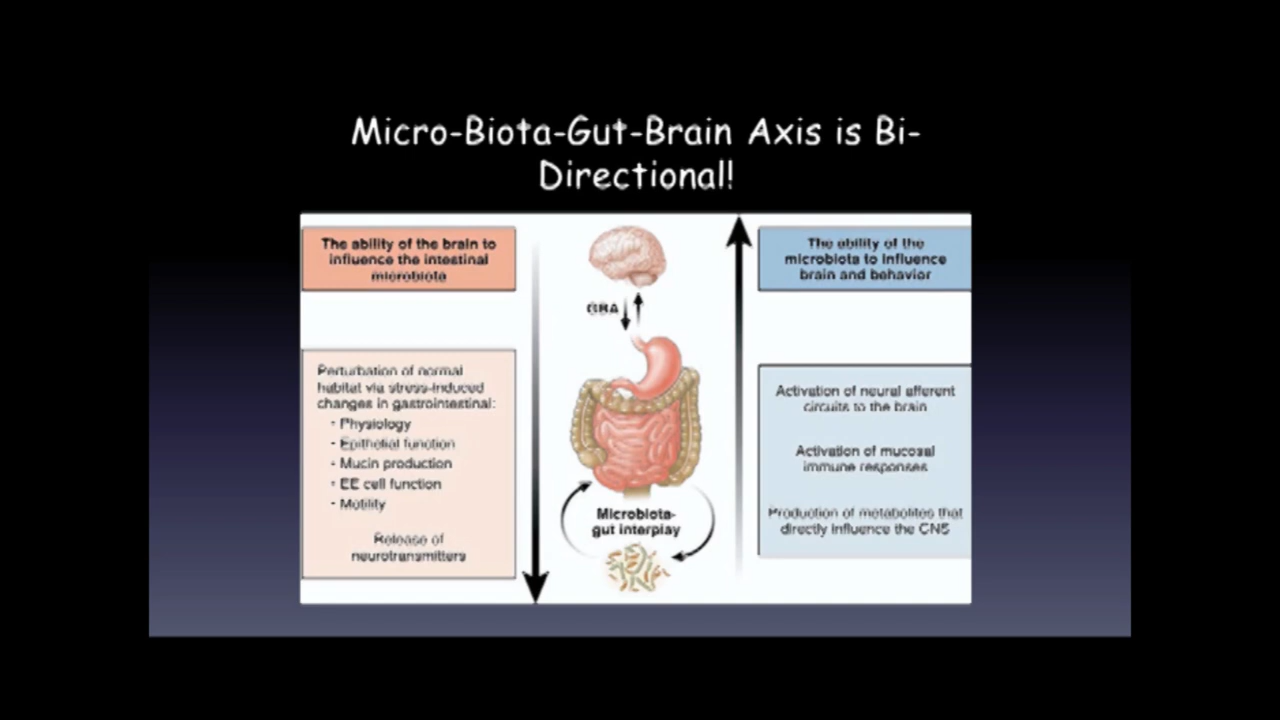 Micro-Biota-Gut-Brain Axis is Bi-
Directional!
The ability of the brain to
influence the intestinal
microbiota
Perturbation of normal
habitat via stress-induced
changes in gastrointestinal:
- Physiology
- Epithelial function
- Mucin production
- EE cell function
- Motility
Release of
neurotransmitters
GBA
Microbiota-
gut interplay
The ability of the
microbiota to influence
brain and behavior
Activation of neural afferent
circuits to the brain
Activation of mucosal
immune responses
Production of metabolites that
directly influence the CNS